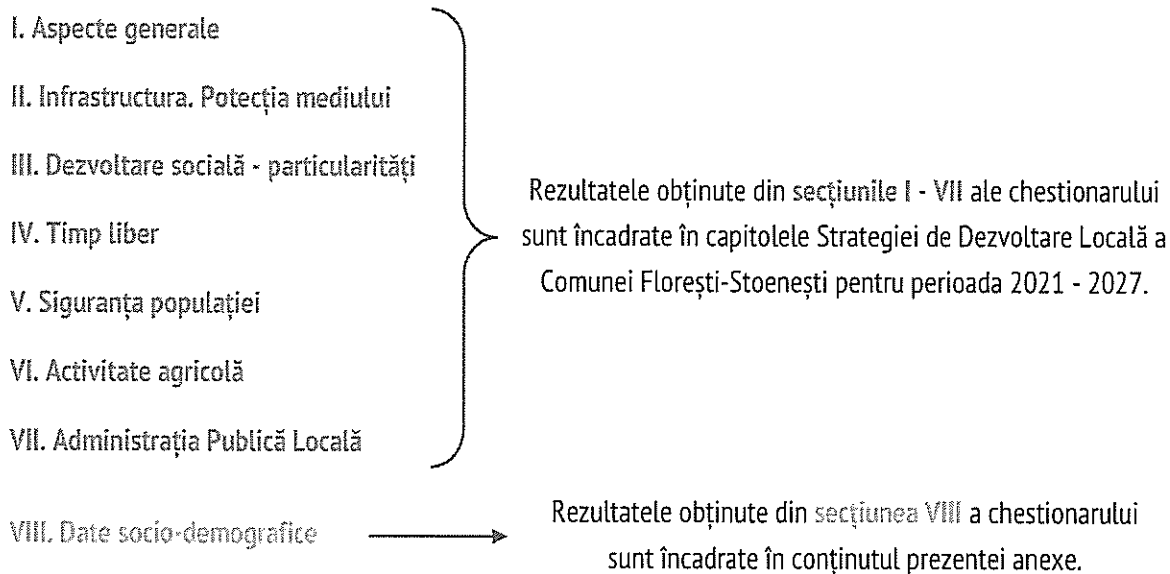 I. Aspecte generale
II. Infrastructura. Potecția mediului
III. Dezvoltare socială - particularități
IV. Timp liber
V. Siguranța populației
VI. Activitate agricolă
VII. Administrația Publică Locală
Rezultatele obținute din secțiunile I - VII ale chestionarului
sunt încadrate în capitolele Strategiei de Dezvoltare Locală a
Comunei Florești-Stoenești pentru perioada 2021 - 2027.
VIII. Date socio-demografice
Rezultatele obținute din secțiunea VIII a chestionarului
sunt încadrate în conținutul prezentei anexe.